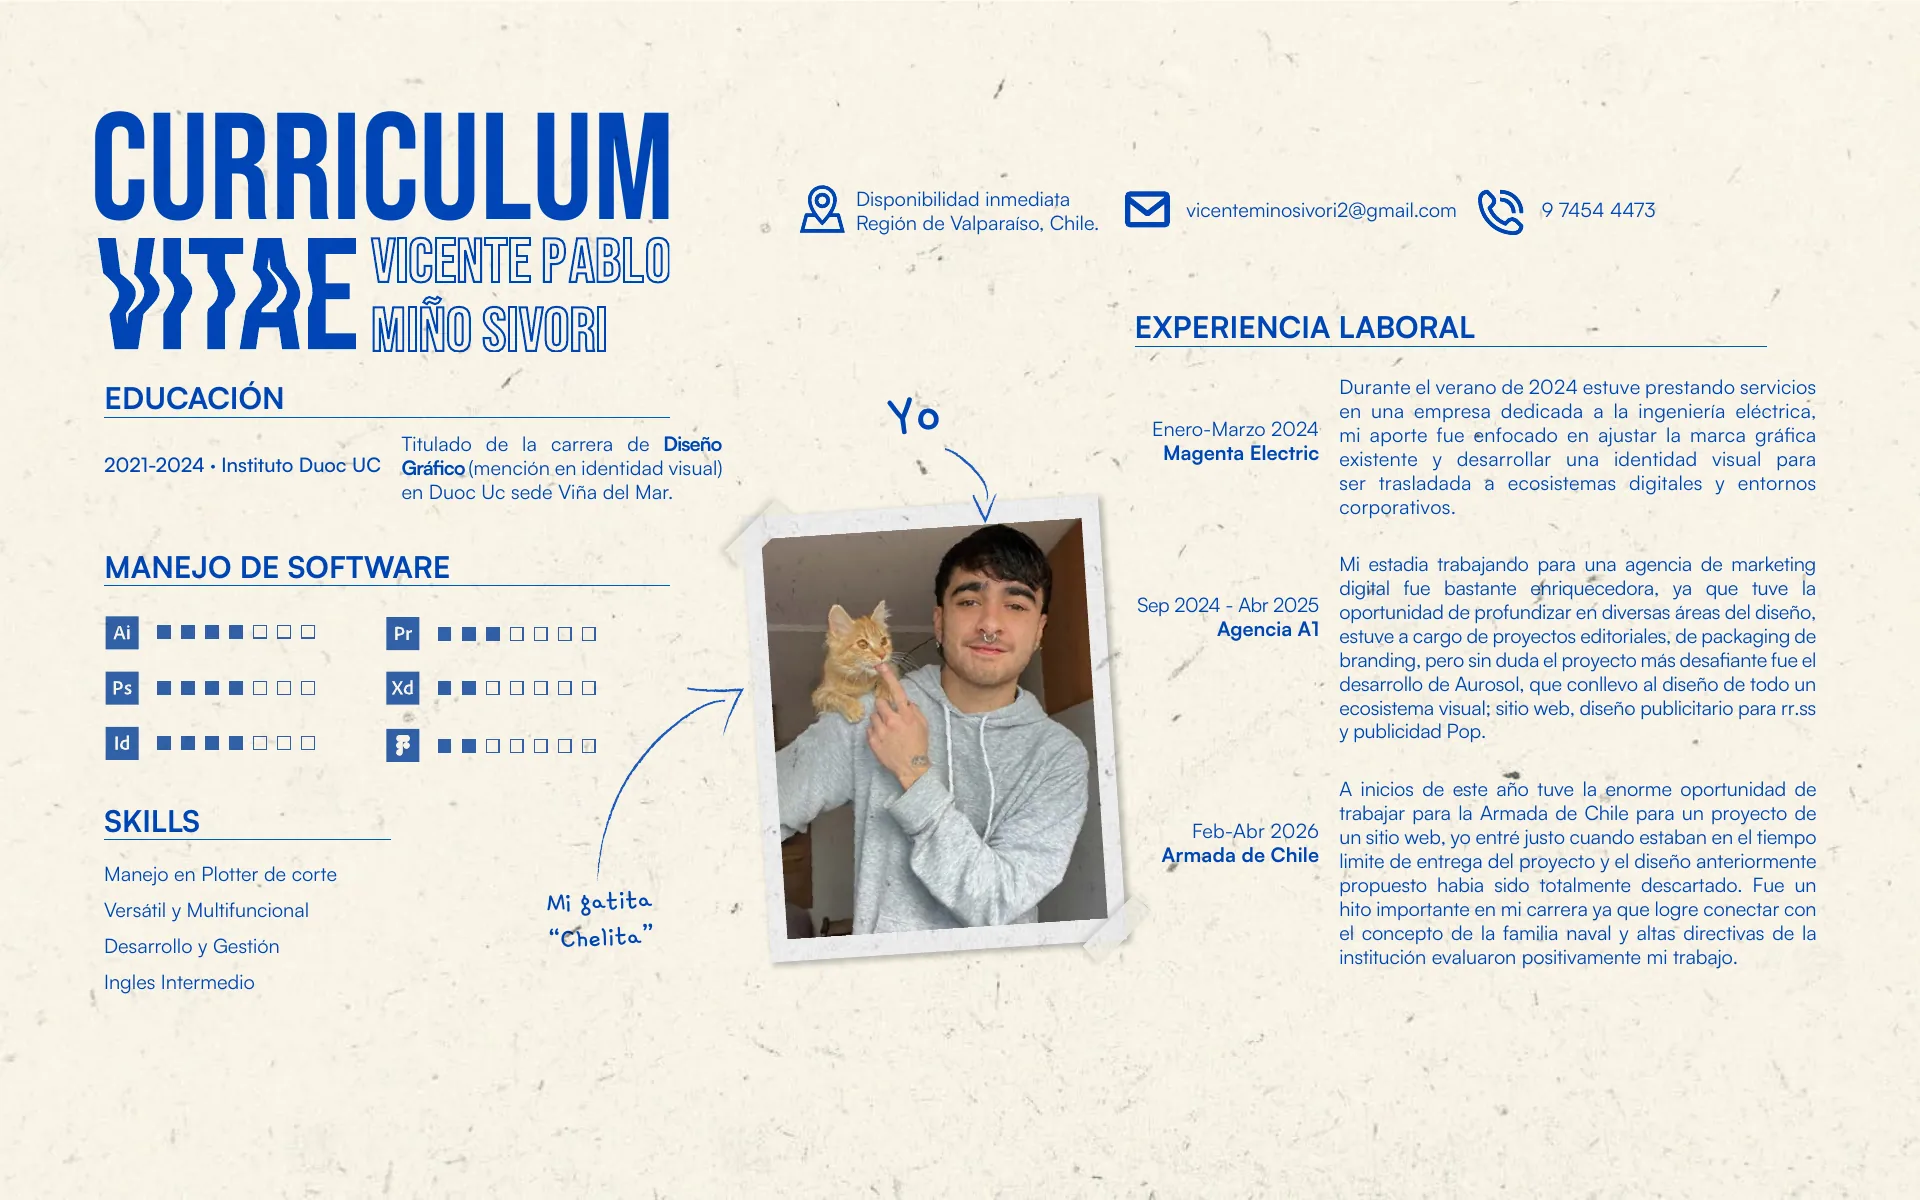 CURRICULUM
VITAE
VICENTE PABLO
MIÑO SIVORI
Disponibilidad inmediata
Región de Valparaíso, Chile.
vicenteminosivori2@gmail.com
9 7454 4473
EDUCACIÓN
2021-2024 · Instituto Duoc UC
Titulado de la carrera de Diseño
Gráfico (mención en identidad visual)
en Duoc Uc sede Viña del Mar.
MANEJO DE SOFTWARE
Ai
Pr
Ps
Xd
Id
SKILLS
Manejo en Plotter de corte
Versátil y Multifuncional
Desarrollo y Gestión
Ingles Intermedio
Yo
Mi gatita
“Chelita”
EXPERIENCIA LABORAL
Enero-Marzo 2024
Magenta Electric
Durante el verano de 2024 estuve prestando servicios
en una empresa dedicada a la ingeniería eléctrica,
mi aporte fue enfocado en ajustar la marca gráfica
existente y desarrollar una identidad visual para
ser trasladada a ecosistemas digitales y entornos
corporativos.
Sep 2024 - Abr 2025
Agencia A1
Mi estadia trabajando para una agencia de marketing
digital fue bastante enriquecedora, ya que tuve la
oportunidad de profundizar en diversas áreas del diseño,
estuve a cargo de proyectos editoriales, de packaging de
branding, pero sin duda el proyecto más desafiante fue el
desarrollo de Aurosol, que conllevo al diseño de todo un
ecosistema visual; sitio web, diseño publicitario para rr.ss
y publicidad Pop.
Feb-Abr 2026
Armada de Chile
A inicios de este año tuve la enorme oportunidad de
trabajar para la Armada de Chile para un proyecto de
un sitio web, yo entré justo cuando estaban en el tiempo
limite de entrega del proyecto y el diseño anteriormente
propuesto habia sido totalmente descartado. Fue un
hito importante en mi carrera ya que logre conectar con
el concepto de la familia naval y altas directivas de la
institución evaluaron positivamente mi trabajo.